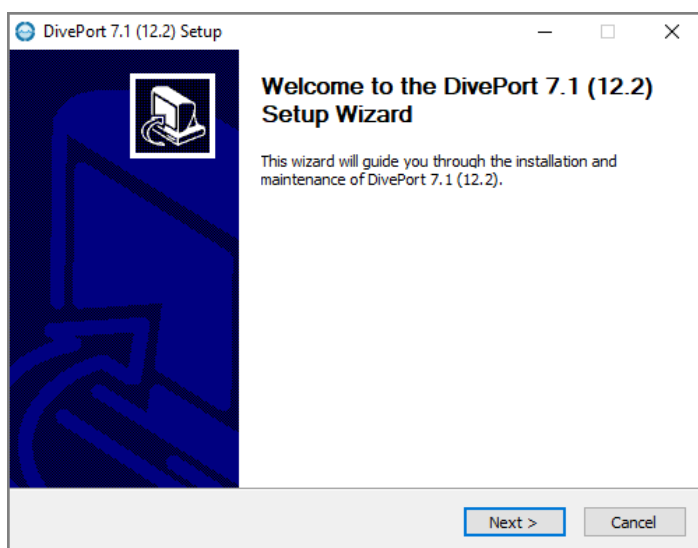 DivePort 7.1 (12.2) Setup
Welcome to the DivePort 7.1 (12.2)
Setup Wizard
This wizard will guide you through the installation and
maintenance of DivePort 7.1 (12.2).
Next >
Cancel